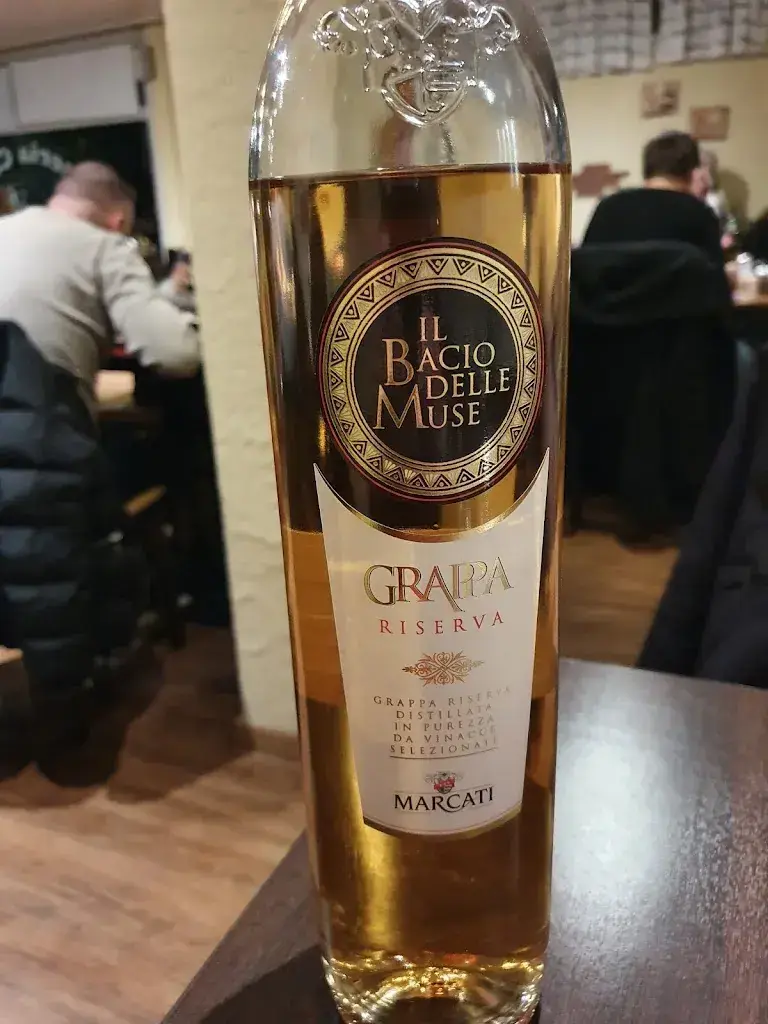 IL
BACIO
DELLE
MUSE
GRAPPA
RISERVA
GRAPPA RISERVA
DISTILLATA
IN PUREZZA
DA VINACCE
SELEZIONATE
MARCATI